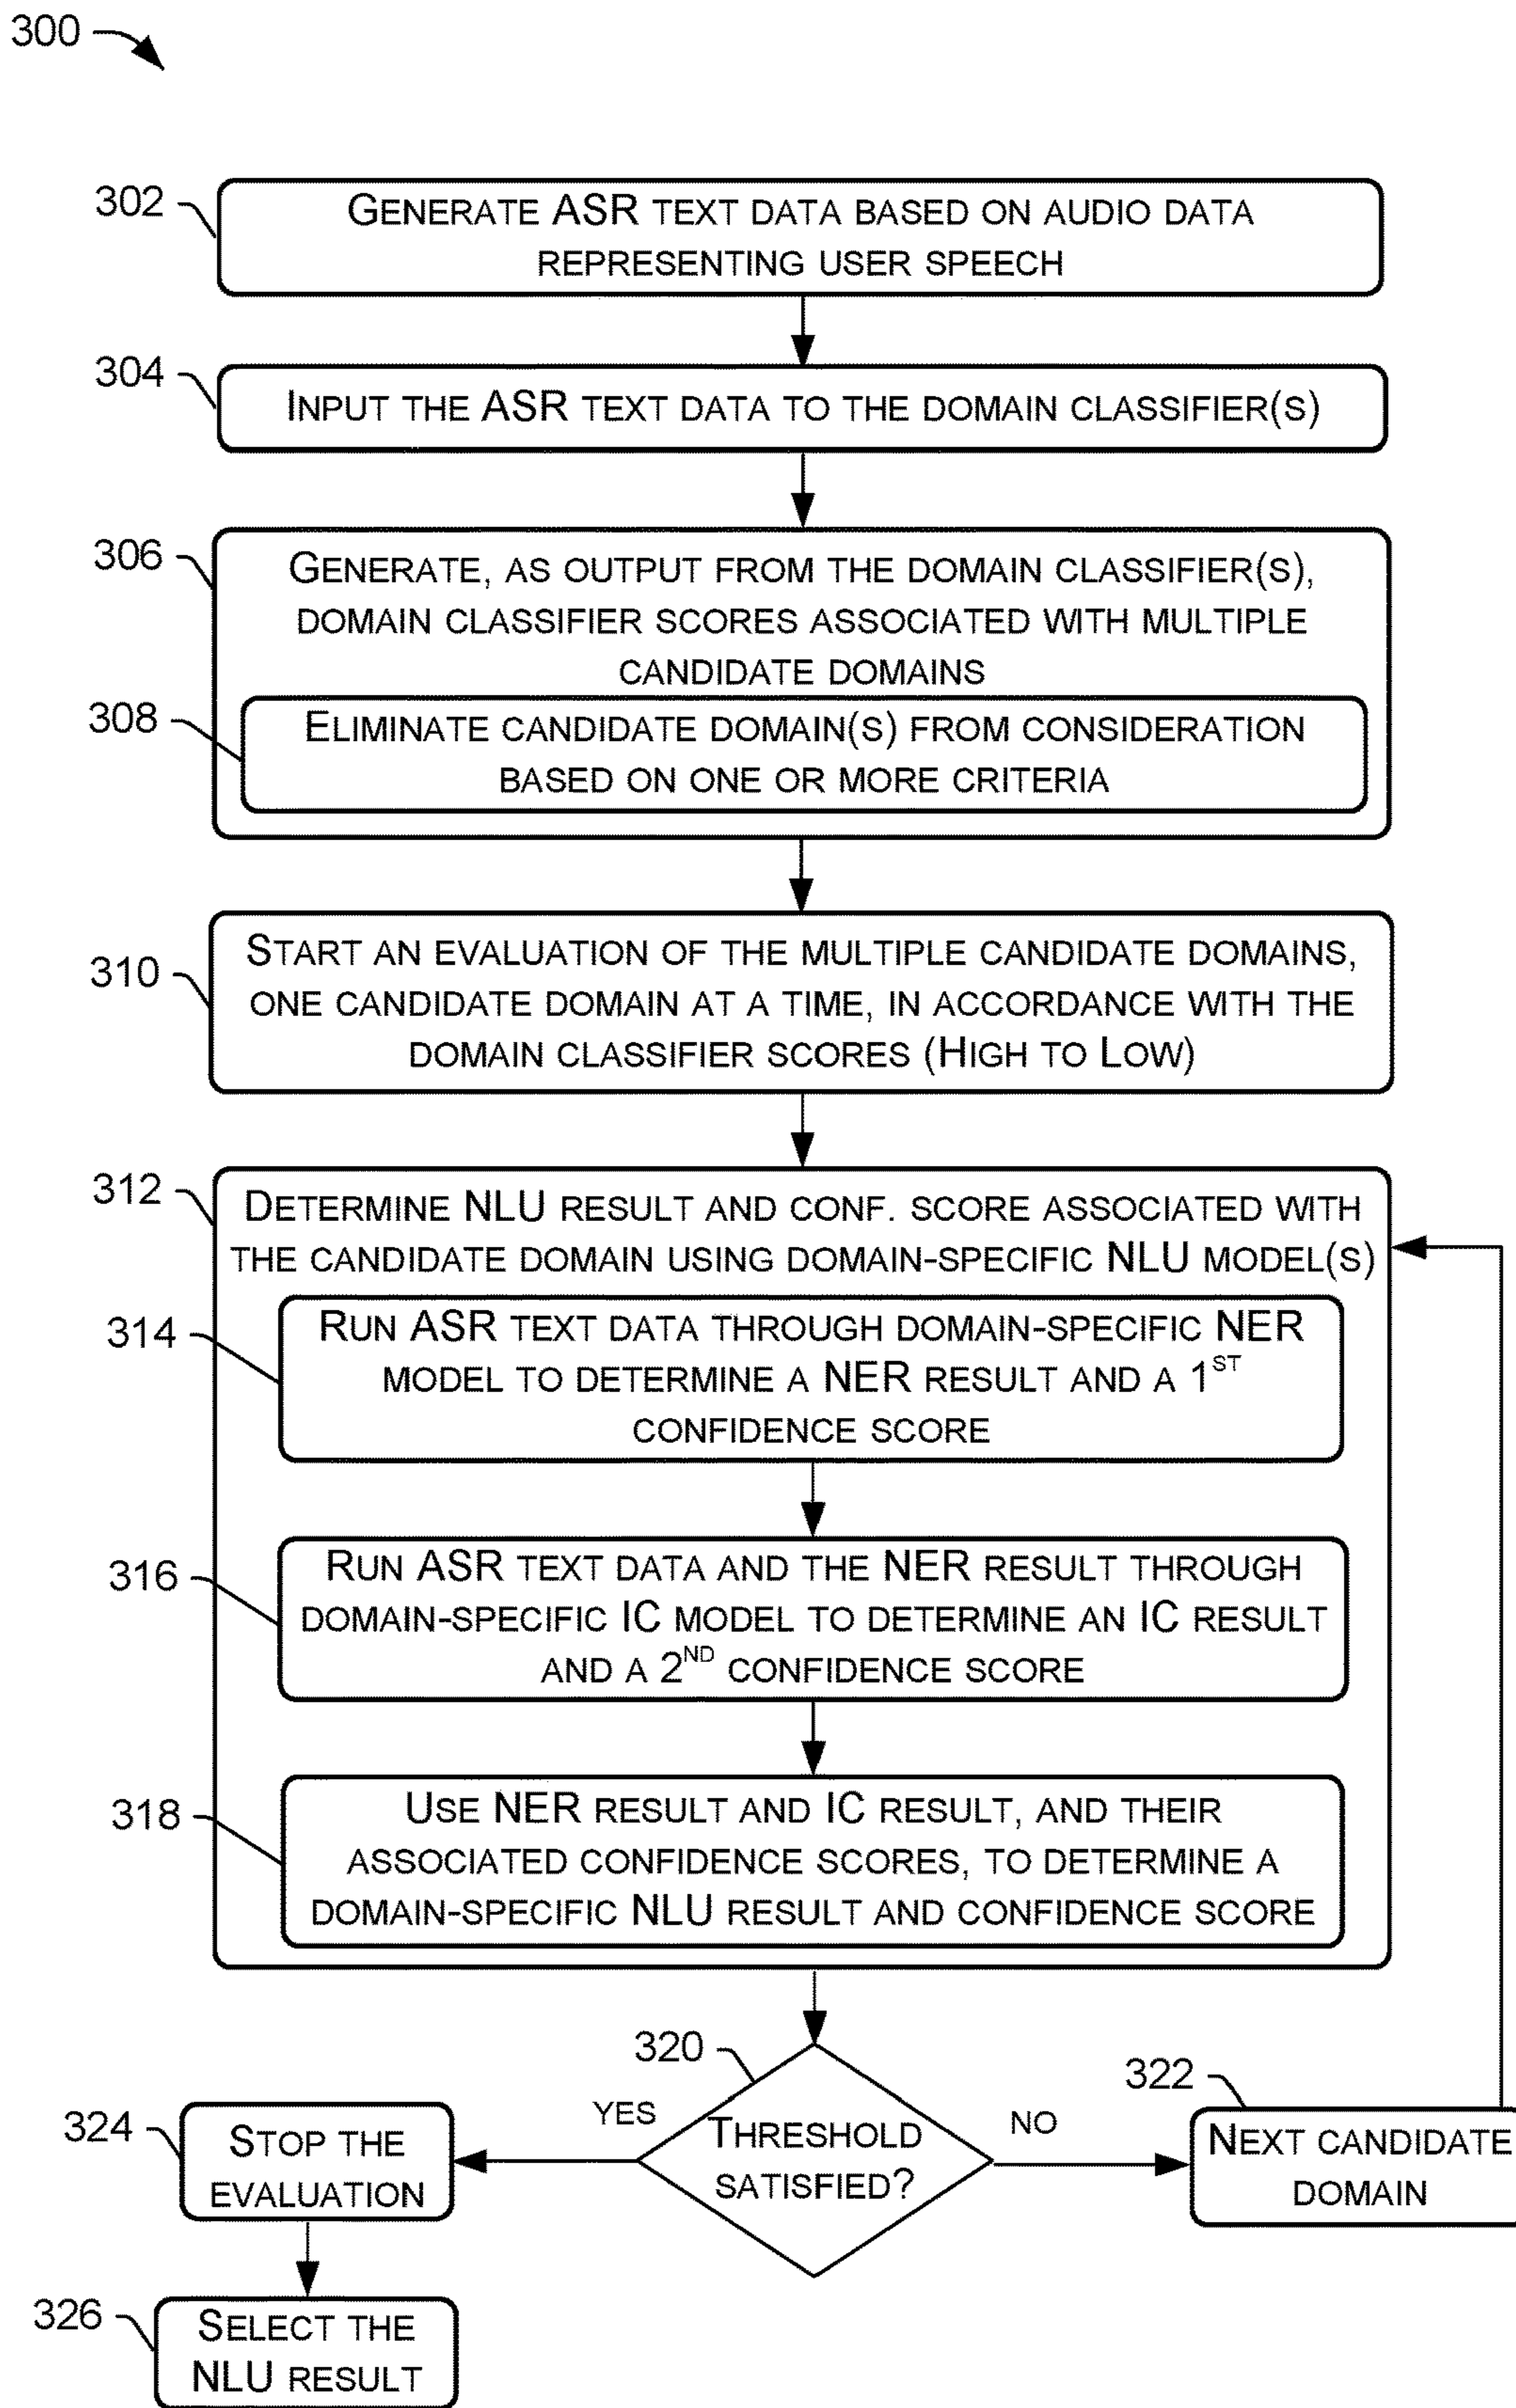 300
302
GENERATE ASR TEXT DATA BASED ON AUDIO DATA
REPRESENTING USER SPEECH
304
INPUT THE ASR TEXT DATA TO THE DOMAIN CLASSIFIER(S)
306
GENERATE, AS OUTPUT FROM THE DOMAIN CLASSIFIER(S),
DOMAIN CLASSIFIER SCORES ASSOCIATED WITH MULTIPLE
CANDIDATE DOMAINS
308
ELIMINATE CANDIDATE DOMAIN(S) FROM CONSIDERATION
BASED ON ONE OR MORE CRITERIA
310
START AN EVALUATION OF THE MULTIPLE CANDIDATE DOMAINS,
ONE CANDIDATE DOMAIN AT A TIME, IN ACCORDANCE WITH THE
DOMAIN CLASSIFIER SCORES (HIGH TO LOW)
312
DETERMINE NLU RESULT AND CONF. SCORE ASSOCIATED WITH
THE CANDIDATE DOMAIN USING DOMAIN-SPECIFIC NLU MODEL(S)
314
RUN ASR TEXT DATA THROUGH DOMAIN-SPECIFIC NER
MODEL TO DETERMINE A NER RESULT AND A 1ST
CONFIDENCE SCORE
316
RUN ASR TEXT DATA AND THE NER RESULT THROUGH
DOMAIN-SPECIFIC IC MODEL TO DETERMINE AN IC RESULT
AND A 2ND CONFIDENCE SCORE
318
USE NER RESULT AND IC RESULT, AND THEIR
ASSOCIATED CONFIDENCE SCORES, TO DETERMINE A
DOMAIN-SPECIFIC NLU RESULT AND CONFIDENCE SCORE
320
THRESHOLD
SATISFIED?
YES
NO
322
NEXT CANDIDATE
DOMAIN
324
STOP THE
EVALUATION
326
SELECT THE
NLU RESULT